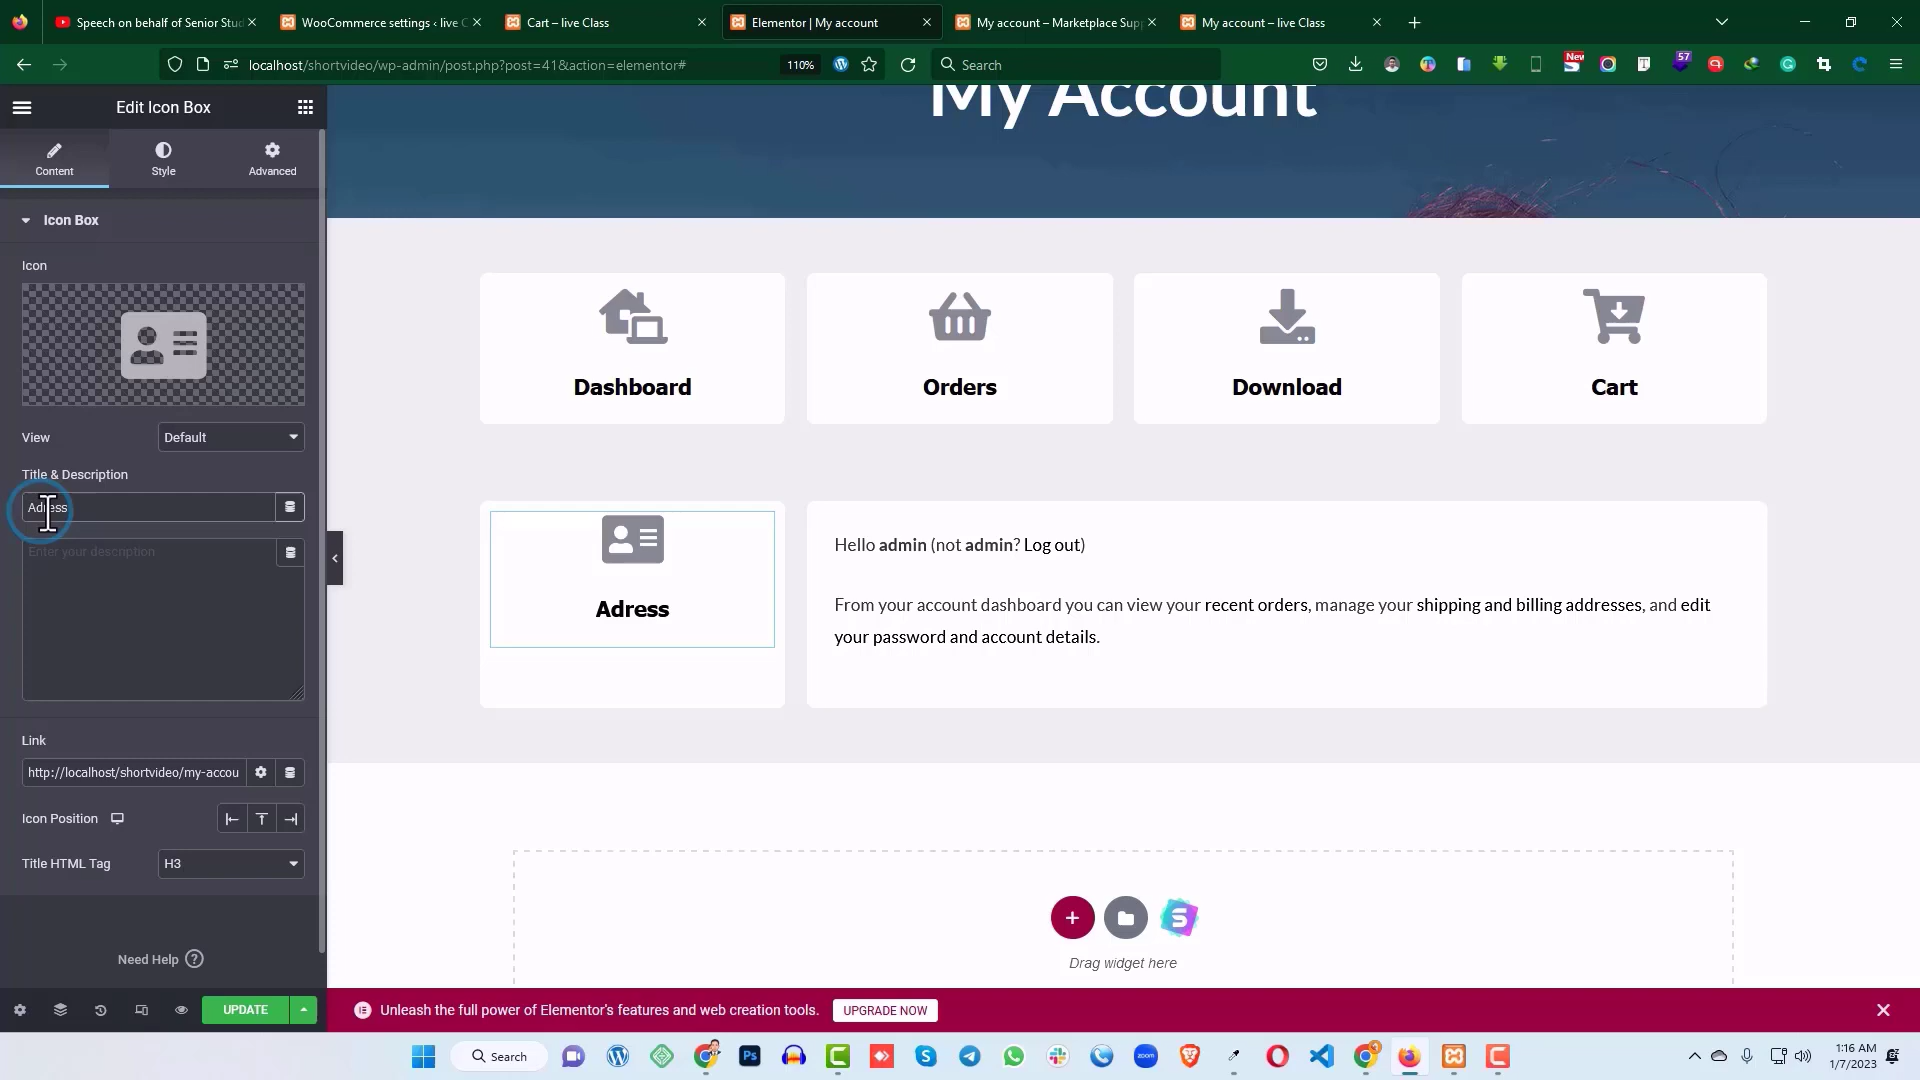 Speech on behalf of Senior Stud
WooCommerce settings ‹ live C
Cart – live Class
Elementor | My account
My account – Marketplace Supp
My account – live Class
localhost/shortvideo/wp-admin/post.php?post=41&action=elementor#
110%
Search
New
57
Edit Icon Box
My Account
Content
Style
Advanced
Icon Box
Icon
Dashboard
Orders
Download
Cart
View
Default
Title & Description
Adress
Enter your description
Hello admin (not admin? Log out)
Adress
From your account dashboard you can view your recent orders, manage your shipping and billing addresses, and edit
your password and account details.
Link
http://localhost/shortvideo/my-accou
Icon Position
Title HTML Tag
H3
Need Help ?
Drag widget here
UPDATE
Unleash the full power of Elementor's features and web creation tools.
UPGRADE NOW
Search
Ps
zoom
1:16 AM
1/7/2023